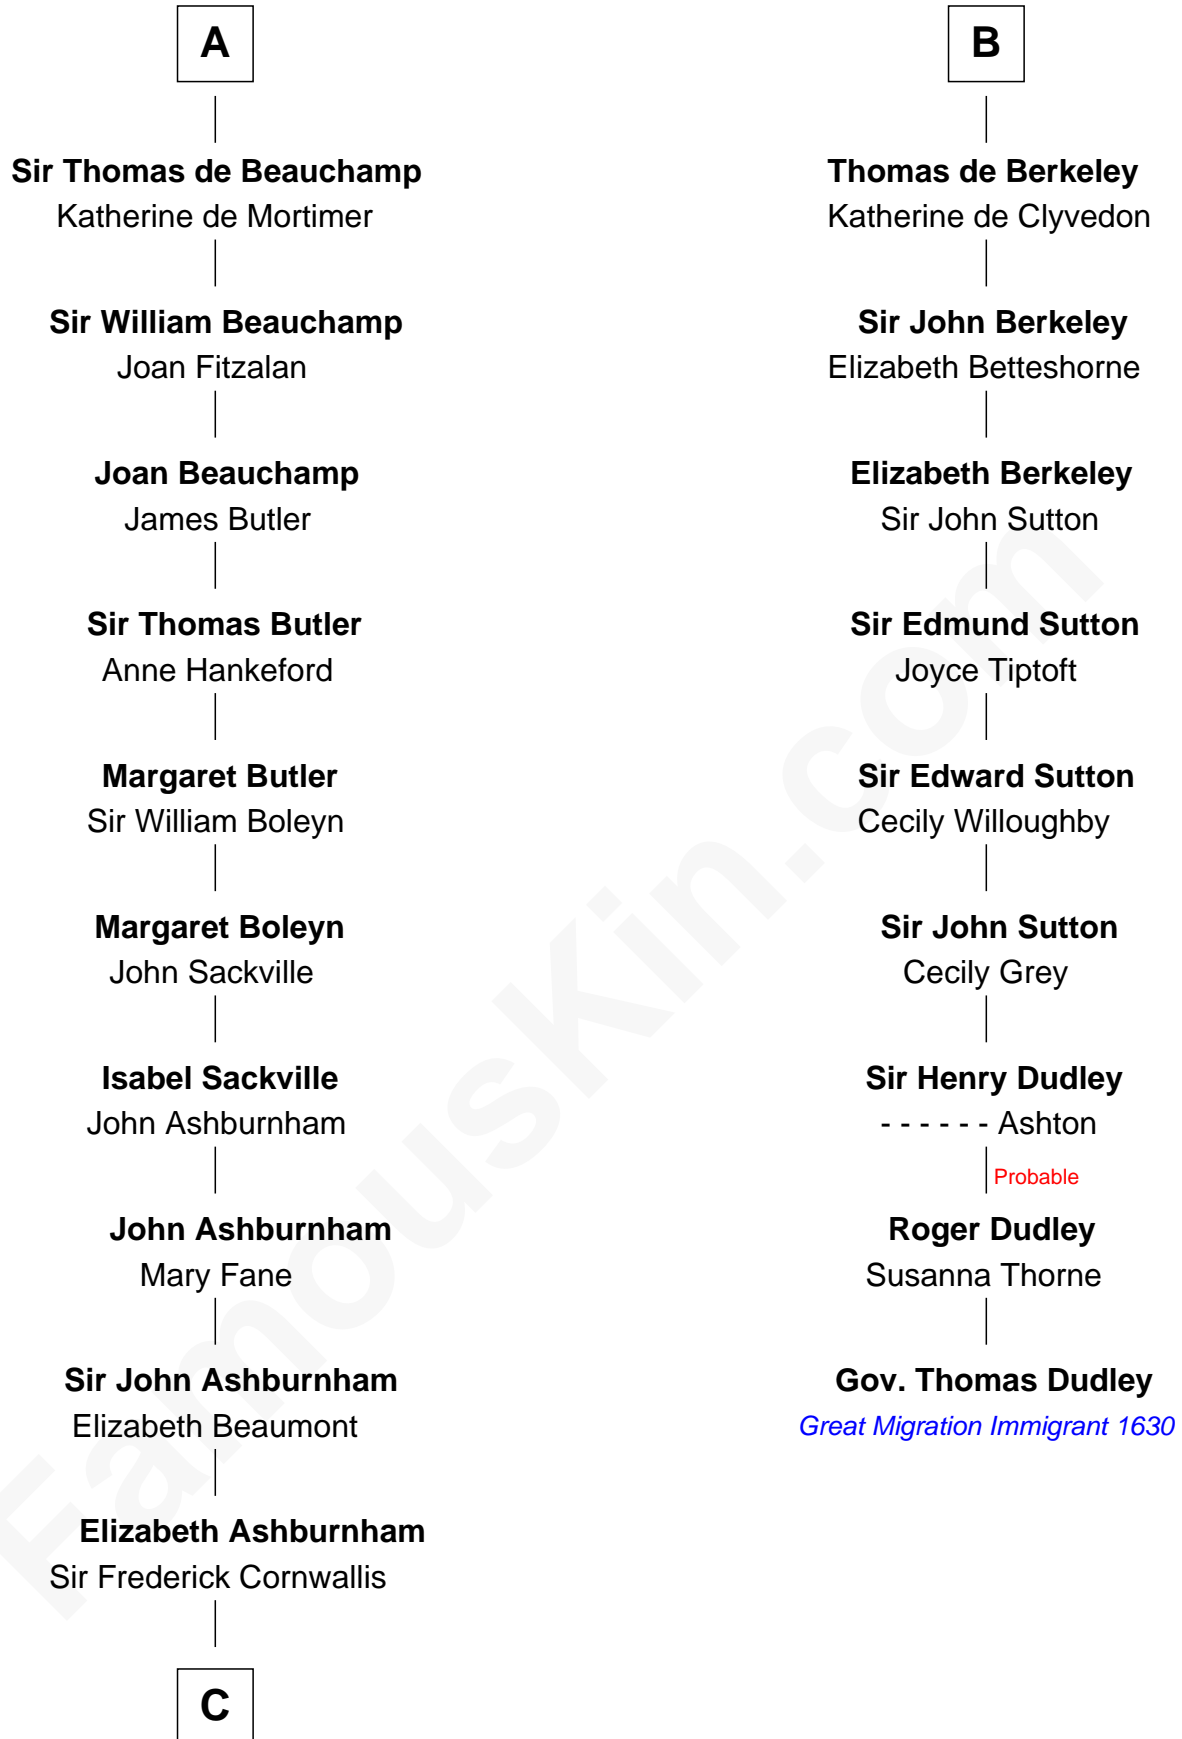 A
Sir Thomas de Beauchamp
Katherine de Mortimer
Sir William Beauchamp
Joan Fitzalan
Joan Beauchamp
James Butler
Sir Thomas Butler
Anne Hankeford
Margaret Butler
Sir William Boleyn
Margaret Boleyn
John Sackville
Isabel Sackville
John Ashburnham
John Ashburnham
Mary Fane
Sir John Ashburnham
Elizabeth Beaumont
Elizabeth Ashburnham
Sir Frederick Cornwallis
C
B
Thomas de Berkeley
Katherine de Clyvedon
Sir John Berkeley
Elizabeth Betteshorne
Elizabeth Berkeley
Sir John Sutton
Sir Edmund Sutton
Joyce Tiptoft
Sir Edward Sutton
Cecily Willoughby
Sir John Sutton
Cecily Grey
Sir Henry Dudley
- - - - - - Ashton
Probable
Roger Dudley
Susanna Thorne
Gov. Thomas Dudley
Great Migration Immigrant 1630
FamousKin.com